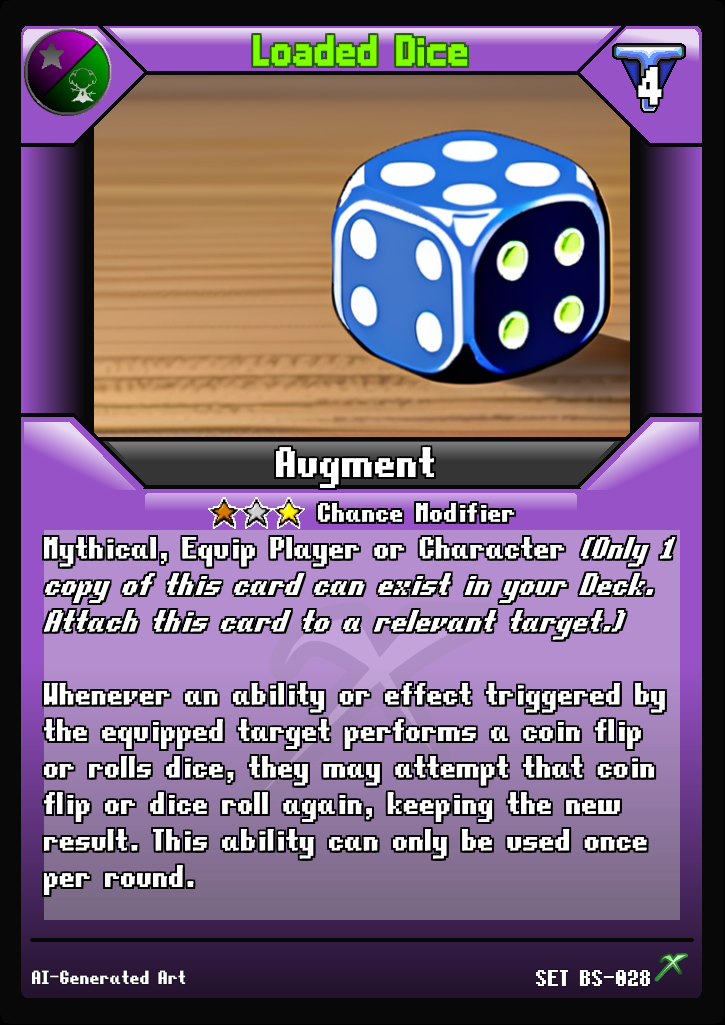 Loaded Dice
4
Augment
Chance Modifier
Mythical, Equip Player or Character (Only 1
copy of this card can exist in your Deck.
Attach this card to a relevant target.)
Whenever an ability or effect triggered by
the equipped target performs a coin flip
or rolls dice, they may attempt that coin
flip or dice roll again, keeping the new
result. This ability can only be used once
per round.
AI-Generated Art
SET BS-028